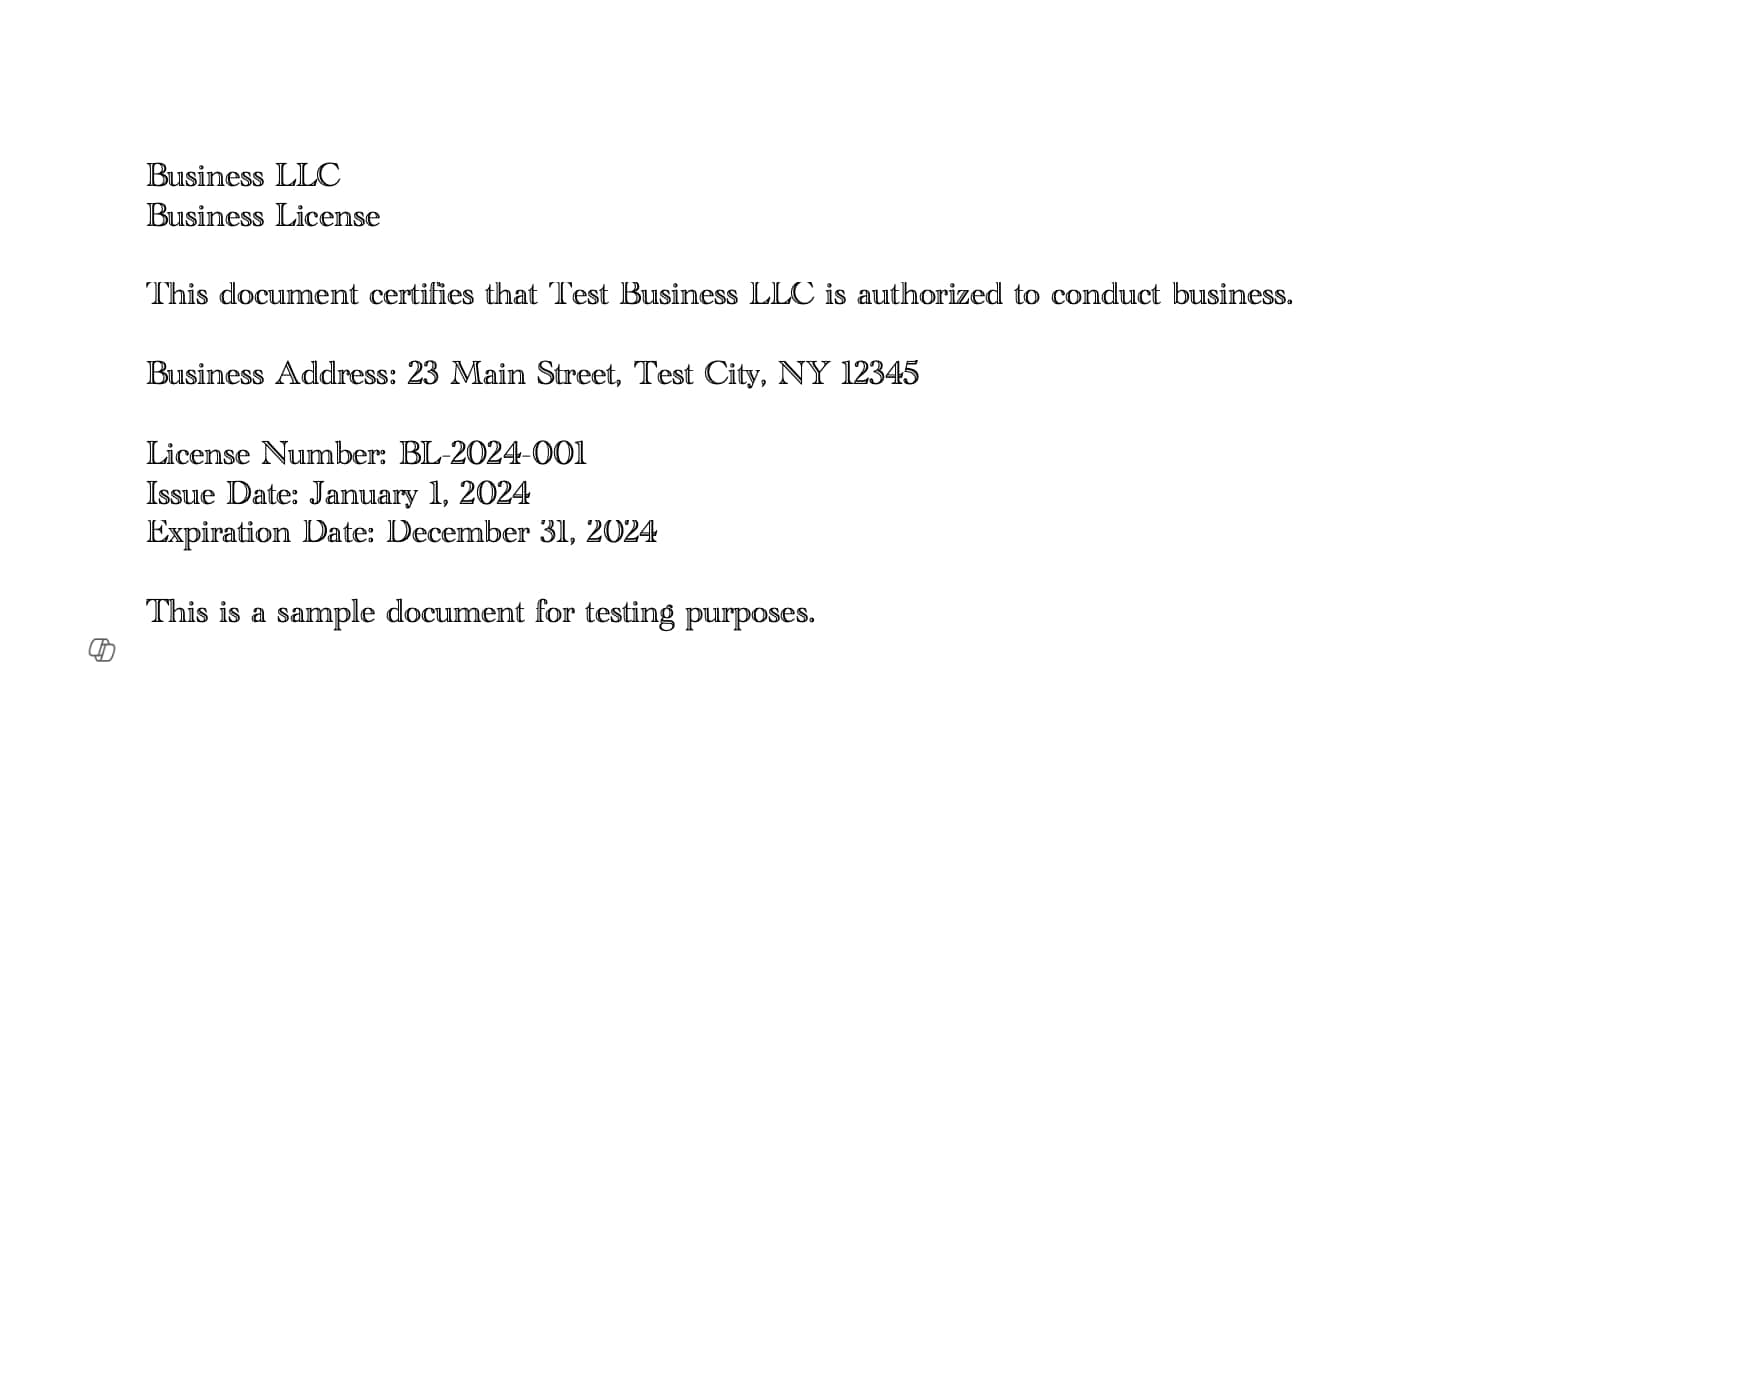 Business LLC
Business License
This document certifies that Test Business LLC is authorized to conduct business.
Business Address: 23 Main Street, Test City, NY 12345
License Number: BL-2024-001
Issue Date: January 1, 2024
Expiration Date: December 31, 2024
This is a sample document for testing purposes.